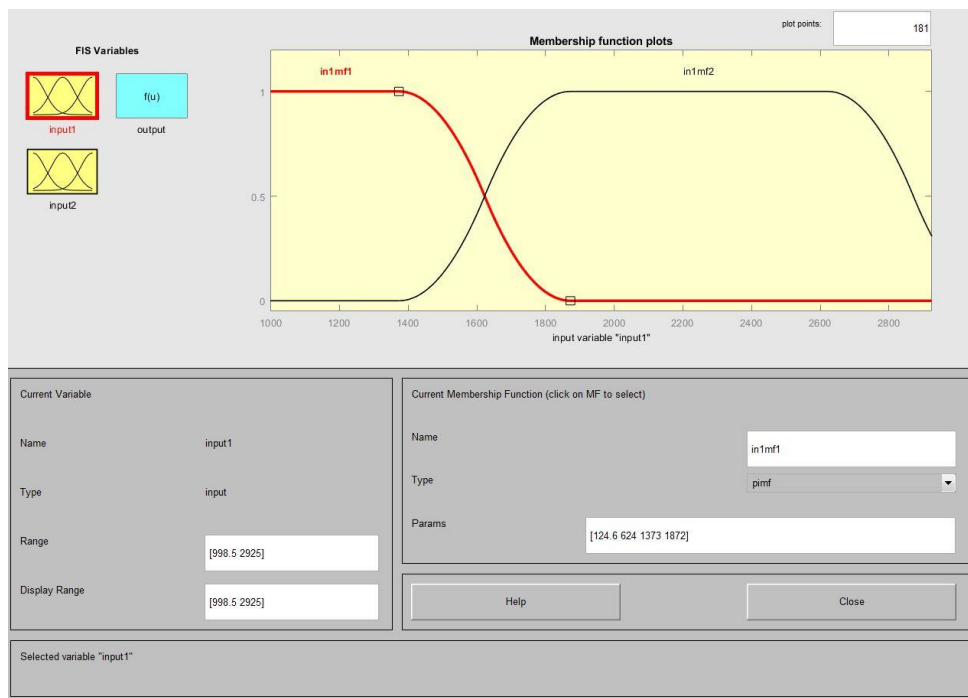 plot points:
181
FIS Variables
Membership function plots
f(u)
input1
output
input2
in1mf1
in1mf2
1
0.5
0
1000
1200
1400
1600
1800
2000
2200
2400
2600
2800
input variable "input1"
Current Variable
Name
input1
Type
input
Range
[998.5 2925]
Display Range
[998.5 2925]
Current Membership Function (click on MF to select)
Name
in1mf1
Type
pimf
Params
[124.6 624 1373 1872]
Help
Close
Selected variable "input1"